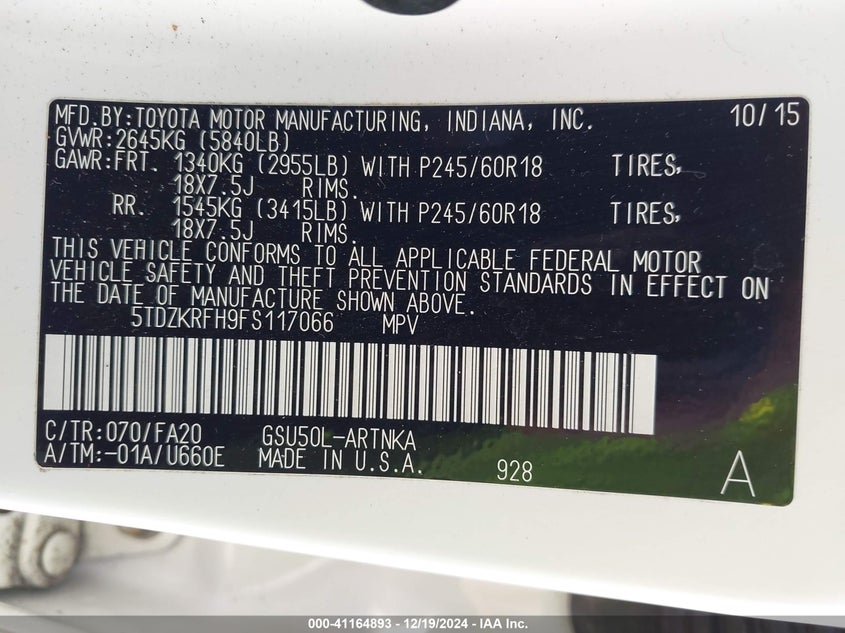 MFD.BY:TOYOTA MOTOR MANUFACTURING, INDIANA, INC. 10/15
GVWR:2645KG (5840LB)
GAWR:FRT. 1340KG (2955LB) WITH P245/60R18 TIRES,
18X7.5J RIMS.
RR. 1545KG (3415LB) WITH P245/60R18 TIRES,
18X7.5J RIMS.
THIS VEHICLE CONFORMS TO ALL APPLICABLE FEDERAL MOTOR
VEHICLE SAFETY AND THEFT PREVENTION STANDARDS IN EFFECT ON
THE DATE OF MANUFACTURE SHOWN ABOVE.
5TDZKRFH9FS117066 MPV
C/TR:070/FA20 GSU50L-ARTNKA
A/TM:-01A/U660E MADE IN U.S.A. 928 A
000-41164893 - 12/19/2024 - IAA Inc.